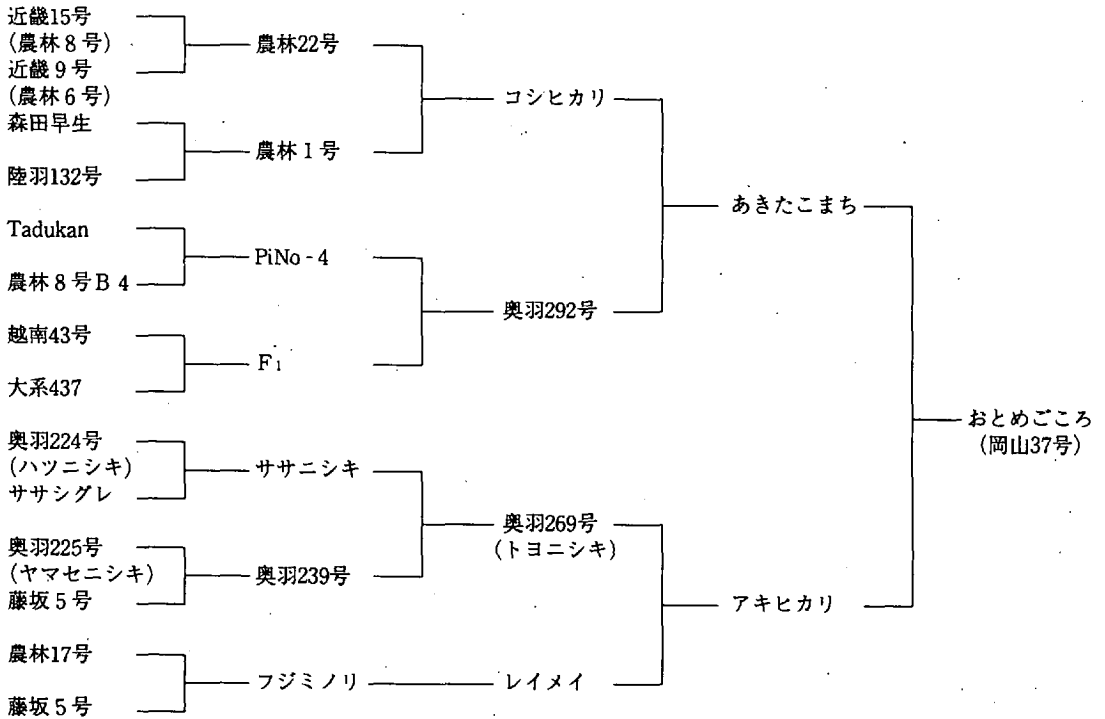 近畿15号
(農林8号)
近畿9号
(農林6号)
森田早生
陸羽132号
Tadukan
農林8号B4
越南43号
大系437
奥羽224号
(ハツニシキ)
ササシグレ
奥羽225号
(ヤマセニシキ)
藤坂5号
農林17号
藤坂5号
農林22号
農林1号
PiNo-4
F₁
ササニシキ
奥羽239号
フジミノリ
コシヒカリ
奥羽292号
奥羽269号
(トヨニシキ)
レイメイ
あきたこまち
アキヒカリ
おとめごころ
(岡山37号)